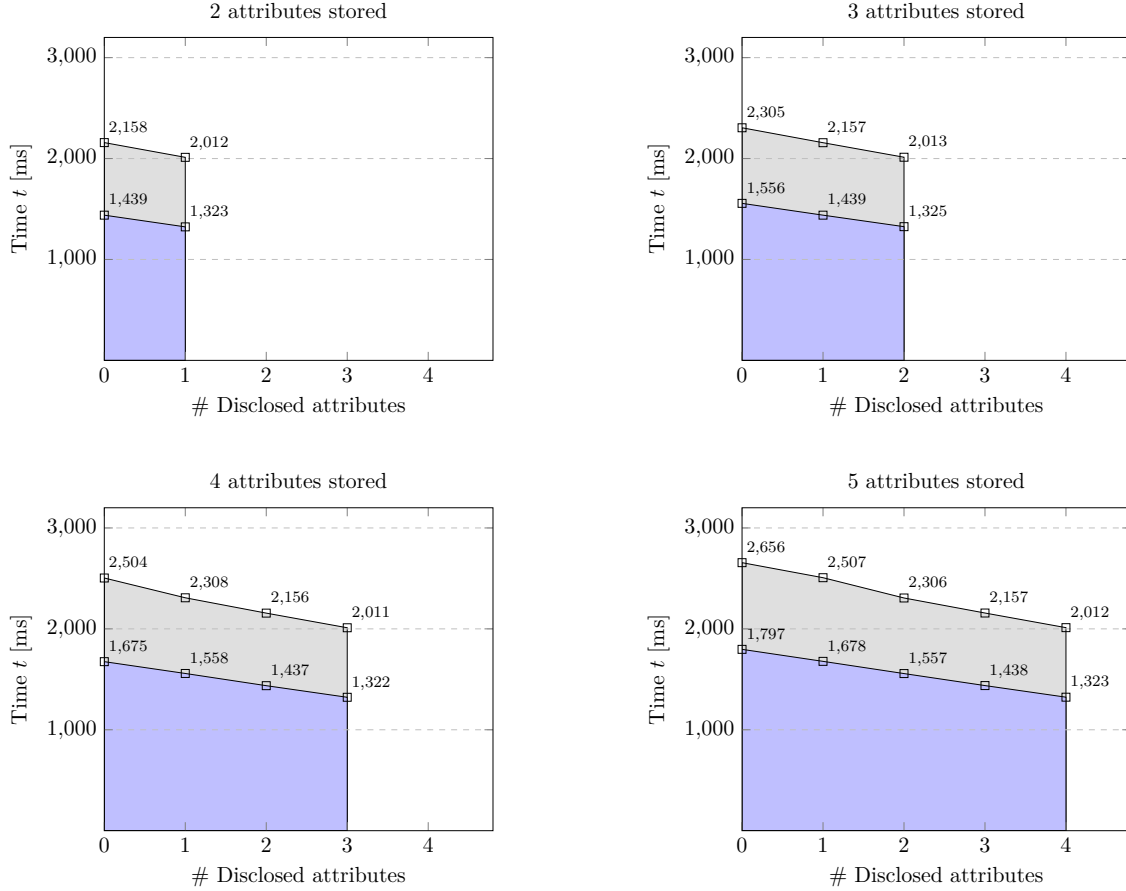 2 attributes stored
3,000
2,000
1,000
2,158
2,012
1,439
1,323
0 1 2 3 4
# Disclosed attributes
Time t [ms]
3 attributes stored
3,000
2,000
1,000
2,305
2,157
2,013
1,556
1,439
1,325
0 1 2 3 4
# Disclosed attributes
Time t [ms]
4 attributes stored
3,000
2,000
1,000
2,504
2,308
2,156
2,011
1,675
1,558
1,437
1,322
0 1 2 3 4
# Disclosed attributes
Time t [ms]
5 attributes stored
3,000
2,000
1,000
2,656
2,507
2,306
2,157
2,012
1,797
1,678
1,557
1,438
1,323
0 1 2 3 4
# Disclosed attributes
Time t [ms]